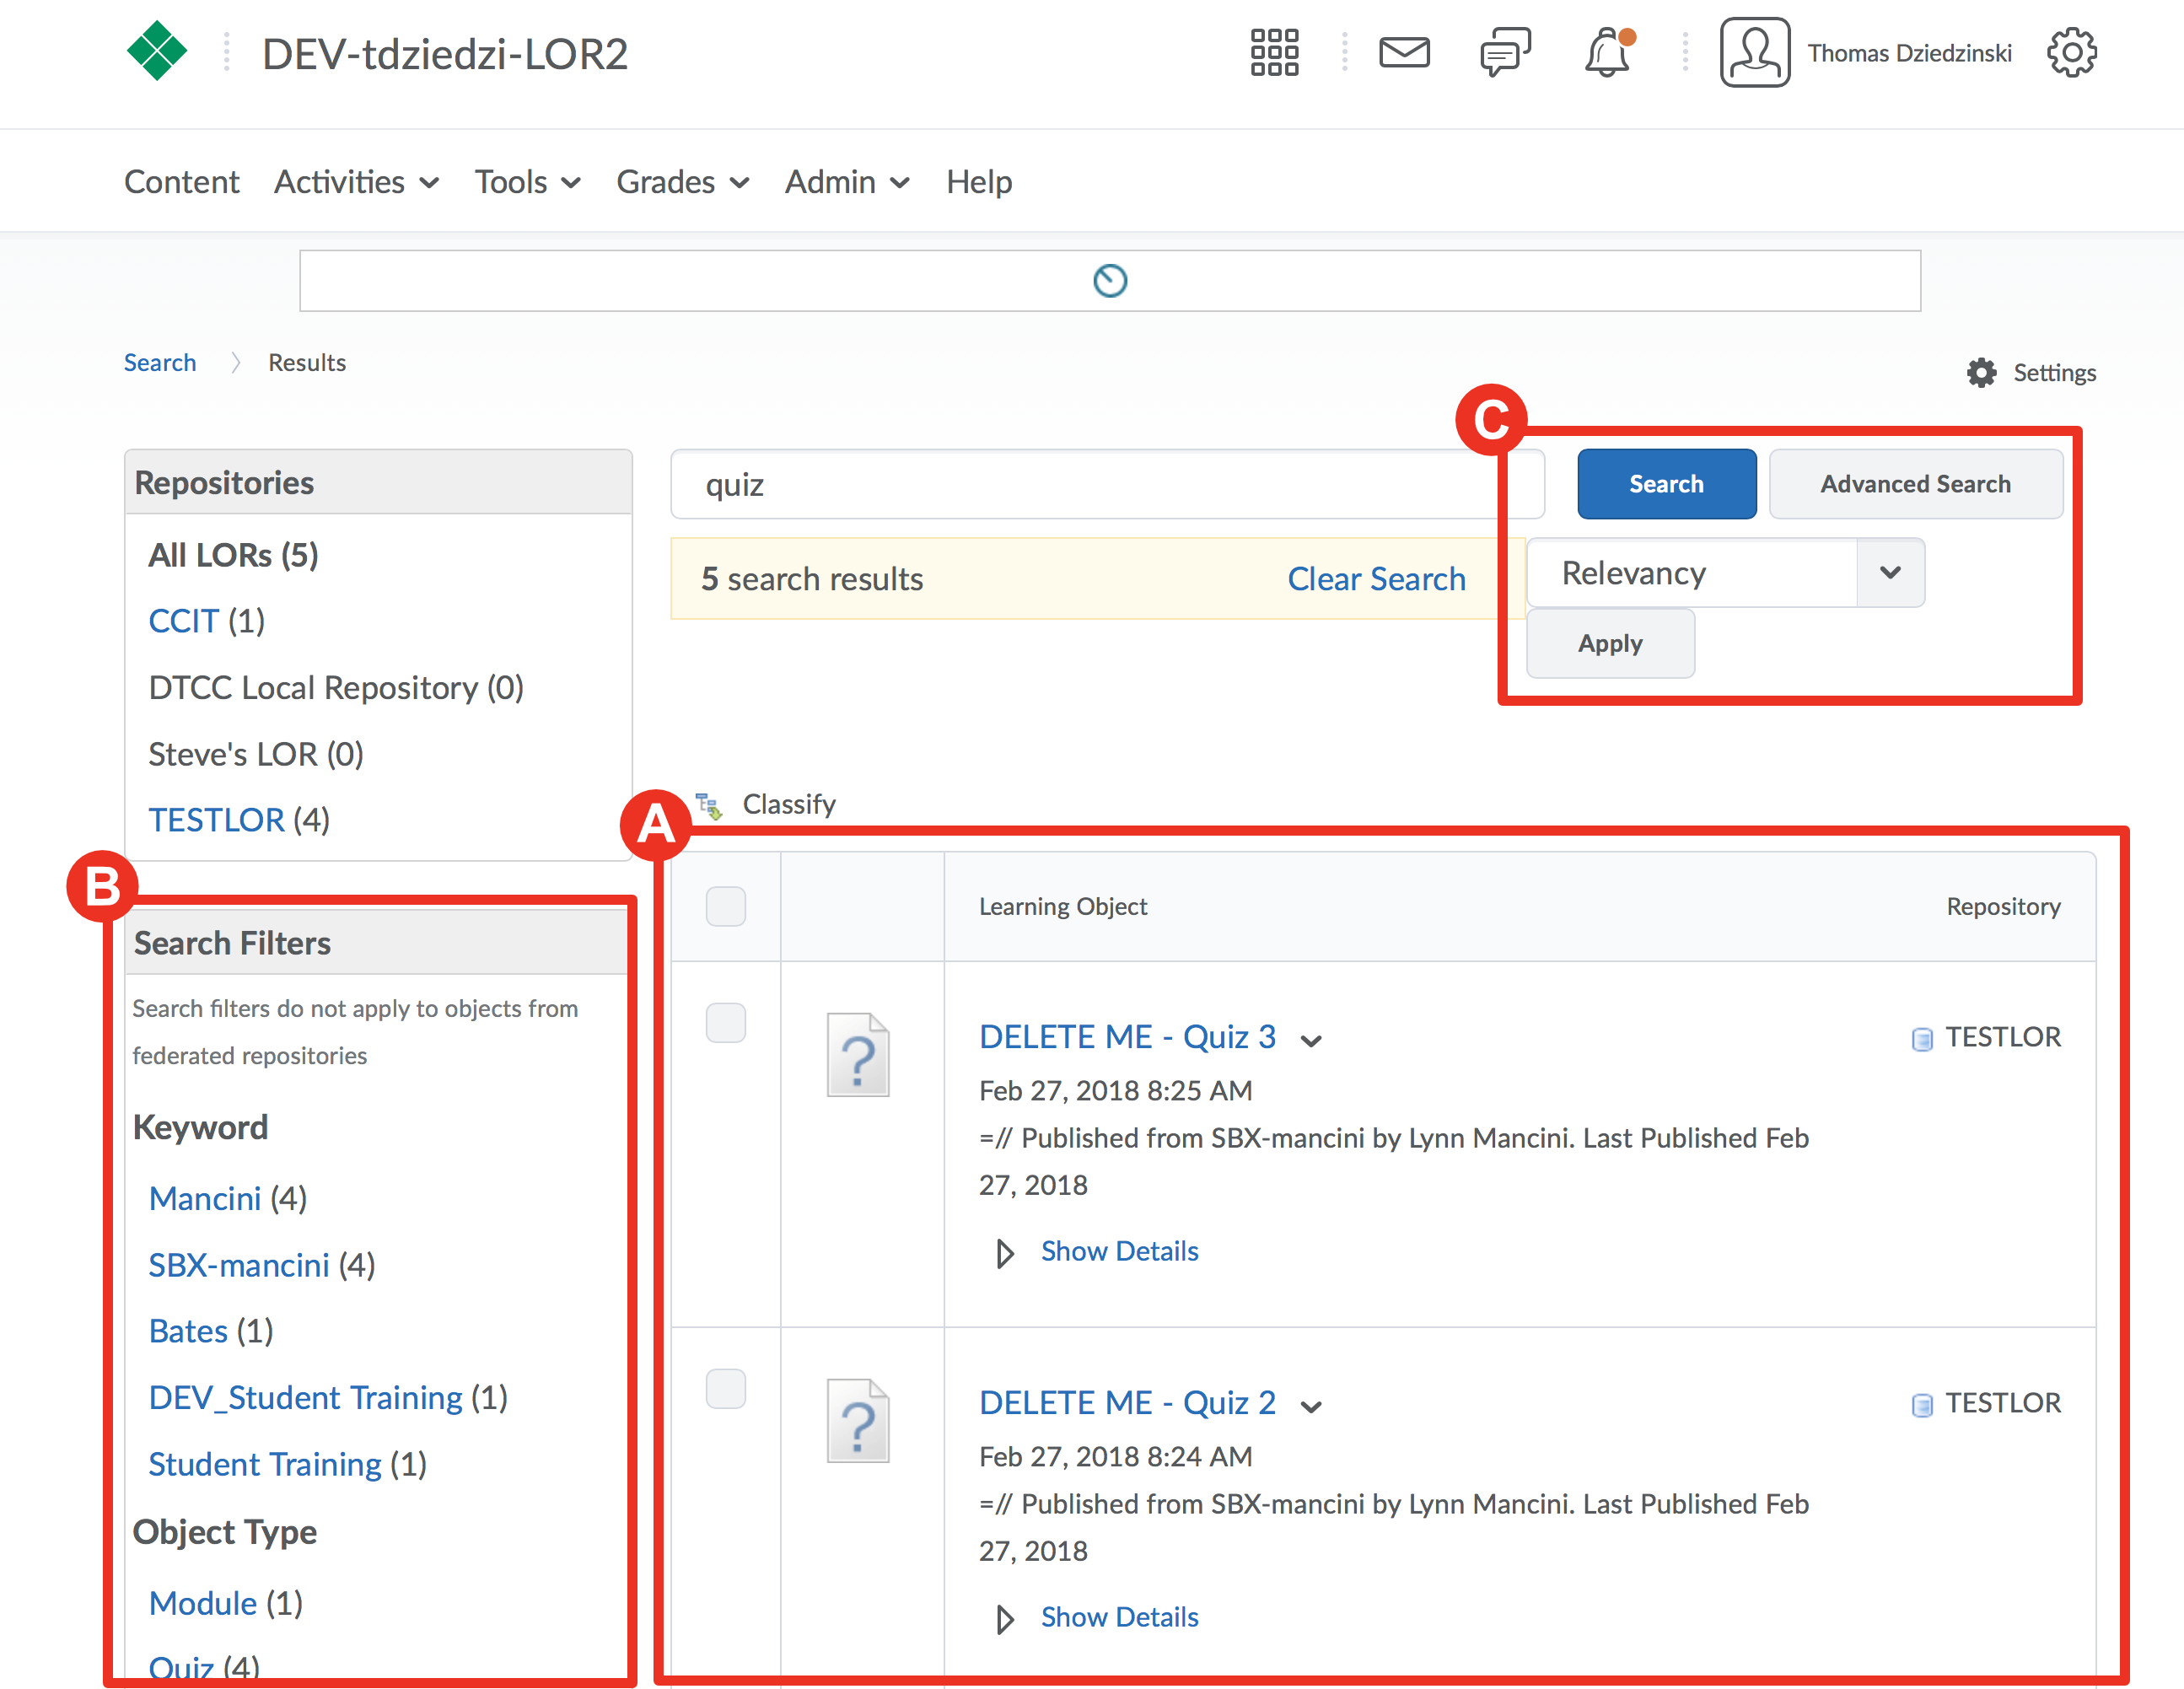 DEV-tdziedzi-LOR2
Thomas Dziedzinski
Content Activities Tools Grades Admin Help
Search Results
Settings
C
Repositories
All LORs (5)
CCIT (1)
DTCC Local Repository (0)
Steve's LOR (0)
TESTLOR (4)
quiz
Search
Advanced Search
5 search results
Clear Search
Relevancy
Apply
Classify
B
Search Filters
Search filters do not apply to objects from
federated repositories
Keyword
Mancini (4)
SBX-mancini (4)
Bates (1)
DEV_Student Training (1)
Student Training (1)
Object Type
Module (1)
Quiz (4)
A
Learning Object
Repository
DELETE ME - Quiz 3
TESTLOR
Feb 27, 2018 8:25 AM
=// Published from SBX-mancini by Lynn Mancini. Last Published Feb
27, 2018
Show Details
DELETE ME - Quiz 2
TESTLOR
Feb 27, 2018 8:24 AM
=// Published from SBX-mancini by Lynn Mancini. Last Published Feb
27, 2018
Show Details